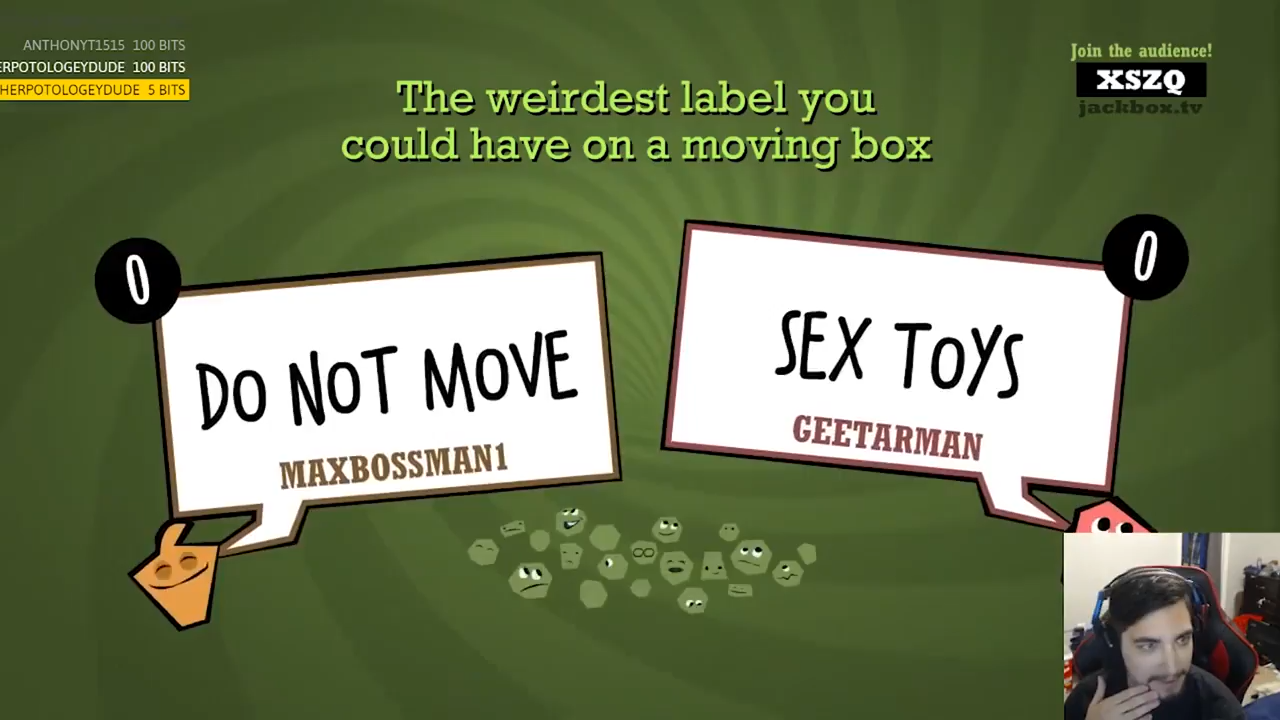 ANTHONYT1515 100 BITS
ERPOTOLOGEYDUDE 100 BITS
HERPOTOLOGEYDUDE 5 BITS
Join the audience!
XSZQ
jackbox.tv
The weirdest label you
could have on a moving box
0
0
DO NOT MOVE
MAXBOSSMAN1
SEX TOYS
GEETARMAN